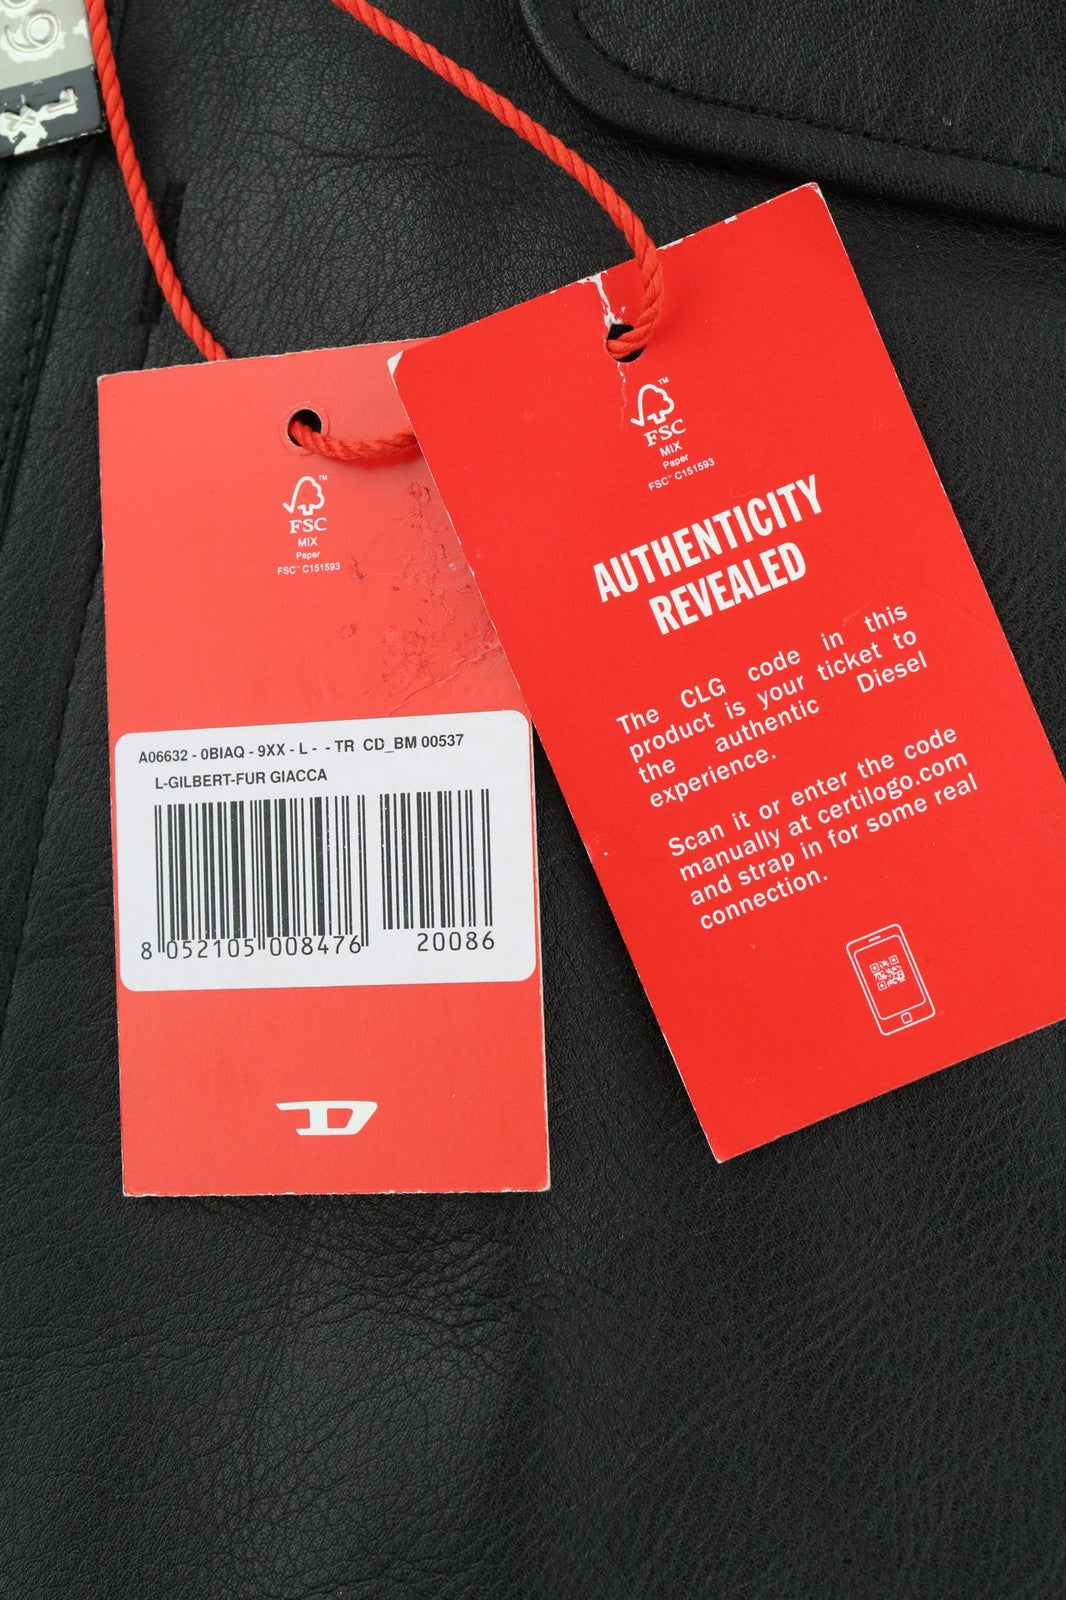 FSC
MIX
Paper
FSC™ C151593
A06632 - 0BIAQ - 9XX - L - - TR CD_BM 00537
L-GILBERT-FUR GIACCA
8 052105 008476 20086
D
FSC
MIX
Paper
FSC™ C151593
AUTHENTICITY
REVEALED
The CLG code in this
product is your ticket to
the authentic Diesel
experience.
Scan it or enter the code
manually at certilogo.com
and strap in for some real
connection.